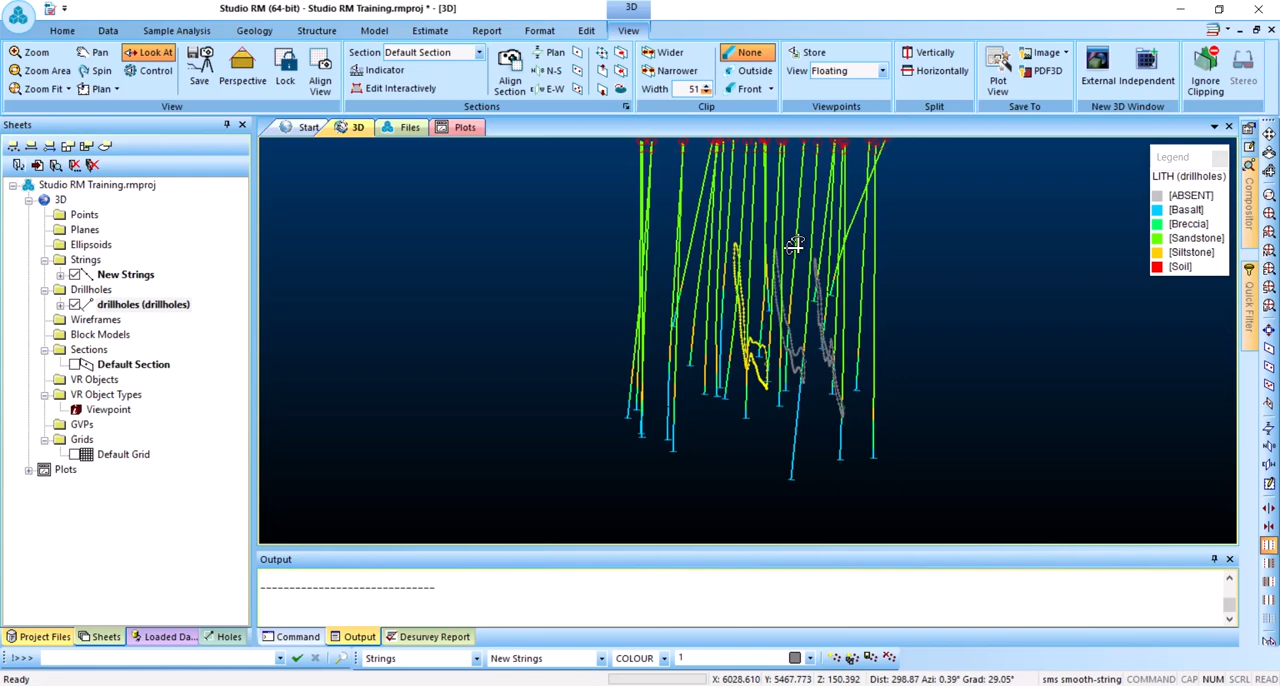 Studio RM (64-bit) - Studio RM Training.rmproj * - [3D]
3D
Home
Data
Sample Analysis
Geology
Structure
Model
Estimate
Report
Format
Edit
View
Zoom
Pan
Look At
Zoom Area
Spin
Control
Zoom Fit
Plan
Save
Perspective
Lock
Align View
View
Section
Default Section
Indicator
Edit Interactively
Align Section
Plan
N-S
E-W
Sections
Wider
Narrower
Width 51
None
Outside
Front
Clip
Store
View Floating
Viewpoints
Vertically
Horizontally
Split
Plot View
Image
PDF3D
Save To
External
Independent
New 3D Window
Ignore Clipping
Stereo
Sheets
Start
3D
Files
Plots
Studio RM Training.rmproj
3D
Points
Planes
Ellipsoids
Strings
New Strings
Drillholes
drillholes (drillholes)
Wireframes
Block Models
Sections
Default Section
VR Objects
VR Object Types
Viewpoint
GVPs
Grids
Default Grid
Plots
Legend
LITH (drillholes)
[ABSENT]
[Basalt]
[Breccia]
[Sandstone]
[Siltstone]
[Soil]
Compositor
Quick Filter
Output
------------------------------
Project Files
Sheets
Loaded Da...
Holes
Command
Output
Desurvey Report
!>>>
Strings
New Strings
COLOUR
1
Ready
X: 6028.610 Y: 5467.773 Z: 150.392
Dist: 298.87 Azi: 0.39° Grad: 29.05°
sms smooth-string
COMMAND
CAP
NUM
SCRL
READ